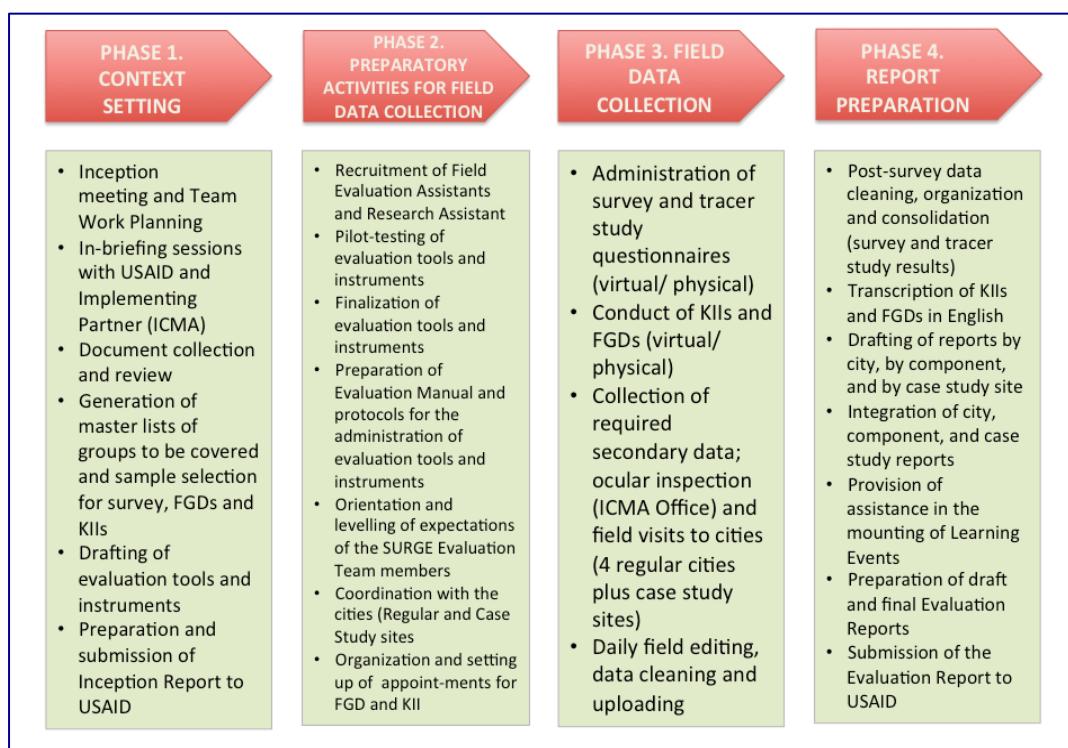 PHASE 1.
CONTEXT
SETTING
• Inception
meeting and Team
Work Planning
• In-briefing sessions
with USAID and
Implementing
Partner (ICMA)
• Document collection
and review
• Generation of
master lists of
groups to be covered
and sample selection
for survey, FGDs and
KIIs
• Drafting of
evaluation tools and
instruments
• Preparation and
submission of
Inception Report to
USAID
PHASE 2.
PREPARATORY
ACTIVITIES FOR FIELD
DATA COLLECTION
• Recruitment of Field
Evaluation Assistants
and Research Assistant
• Pilot-testing of
evaluation tools and
instruments
• Finalization of
evaluation tools and
instruments
• Preparation of
Evaluation Manual and
protocols for the
administration of
evaluation tools and
instruments
• Orientation and
levelling of expectations
of the SURGE Evaluation
Team members
• Coordination with the
cities (Regular and Case
Study sites
• Organization and setting
up of appoint-ments for
FGD and KII
PHASE 3. FIELD
DATA
COLLECTION
• Administration of
survey and tracer
study
questionnaires
(virtual/ physical)
• Conduct of KIIs and
FGDs (virtual/
physical)
• Collection of
required
secondary data;
ocular inspection
(ICMA Office) and
field visits to cities
(4 regular cities
plus case study
sites)
• Daily field editing,
data cleaning and
uploading
PHASE 4.
REPORT
PREPARATION
• Post-survey data
cleaning, organization
and consolidation
(survey and tracer
study results)
• Transcription of KIIs
and FGDs in English
• Drafting of reports by
city, by component,
and by case study site
• Integration of city,
component, and case
study reports
• Provision of
assistance in the
mounting of Learning
Events
• Preparation of draft
and final Evaluation
Reports
• Submission of the
Evaluation Report to
USAID